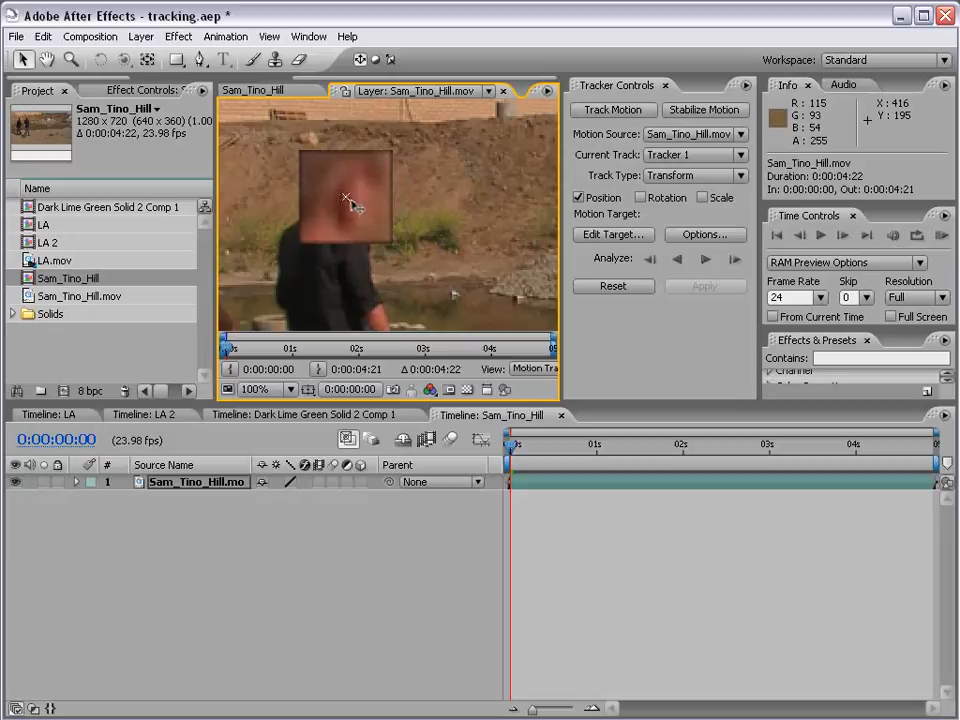 Adobe After Effects - tracking.aep *
File Edit Composition Layer Effect Animation View Window Help
Workspace: Standard
Project Effect Controls: S
Sam_Tino_Hill
1280 x 720 (640 x 360) (1.00
Δ 0:00:04:22, 23.98 fps)
Name
Dark Lime Green Solid 2 Comp 1
LA
LA 2
LA.mov
Sam_Tino_Hill
Sam_Tino_Hill.mov
Solids
8 bpc
Sam_Tino_Hill Layer: Sam_Tino_Hill.mov
01s 02s 03s 04s
0:00:00:00 0:00:04:21 Δ 0:00:04:22 View: Motion Tra
100% 0:00:00:00
Tracker Controls
Track Motion Stabilize Motion
Motion Source: Sam_Tino_Hill.mov
Current Track: Tracker 1
Track Type: Transform
Position Rotation Scale
Motion Target:
Edit Target... Options...
Analyze:
Reset Apply
Info Audio
R: 115 X: 416
G: 93 Y: 195
B: 54
A: 255
Sam_Tino_Hill.mov
Duration: 0:00:04:22
In: 0:00:00:00, Out: 0:00:04:21
Time Controls
RAM Preview Options
Frame Rate Skip Resolution
24 0 Full
From Current Time Full Screen
Effects & Presets
Contains:
Timeline: LA Timeline: LA 2 Timeline: Dark Lime Green Solid 2 Comp 1 Timeline: Sam_Tino_Hill
0:00:00:00 (23.98 fps)
# Source Name Parent
1 Sam_Tino_Hill.mo None
01s 02s 03s 04s